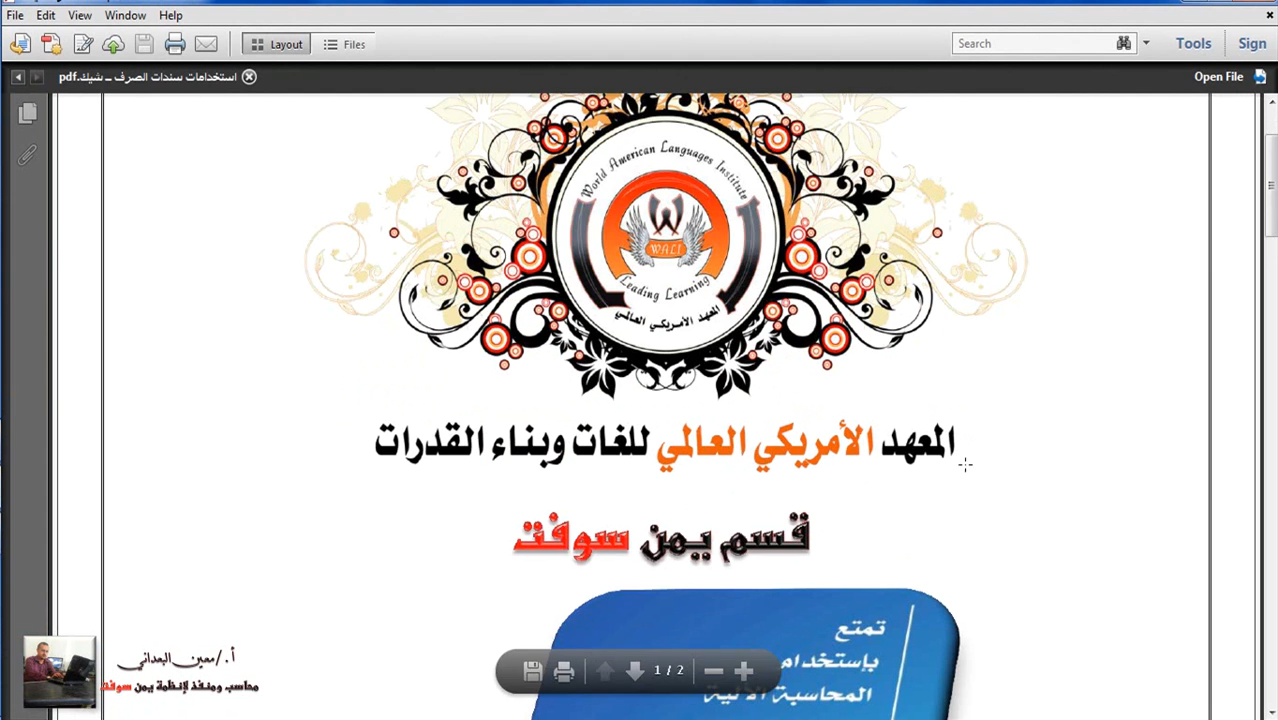 File Edit View Window Help
Layout Files Search Tools Sign
استخداهات سندات الصرف ـ شيك.pdf Open File
World American Languages Institute
WALI
Leading Learning
المعهد الأمريكي العالمي
المعهد الأمريكي العالمي للغات وبناء القدرات
قسم يمن سوفت
تمتع
بإستخدام
المحاسبة الآلية
1 / 2
أ./معين البعداني
محاسب ومنفذ لإنظمة يمن سوفت